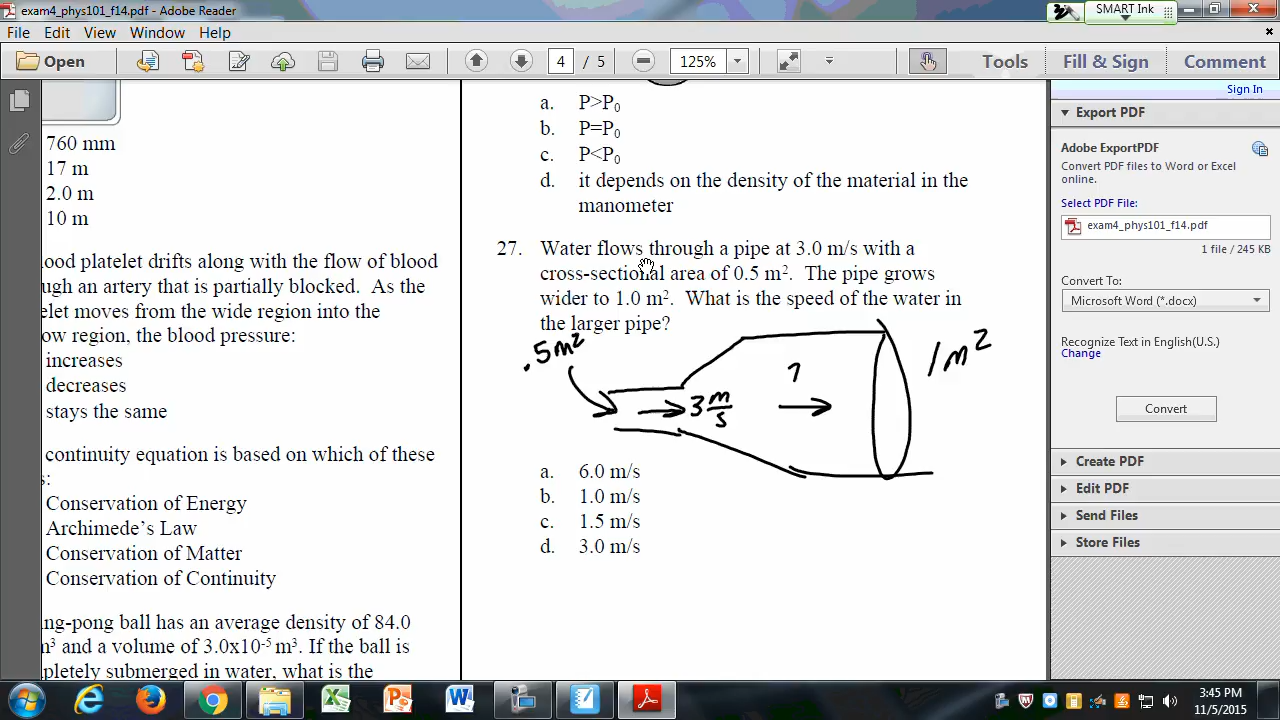 exam4_phys101_f14.pdf - Adobe Reader
SMART Ink
File Edit View Window Help
Open
4 / 5
125%
Tools
Fill & Sign
Comment
Sign In
760 mm
17 m
2.0 m
10 m
lood platelet drifts along with the flow of blood
ugh an artery that is partially blocked. As the
elet moves from the wide region into the
ow region, the blood pressure:
increases
decreases
stays the same
continuity equation is based on which of these
s:
Conservation of Energy
Archimede’s Law
Conservation of Matter
Conservation of Continuity
ng-pong ball has an average density of 84.0
m³ and a volume of 3.0x10⁻⁵ m³. If the ball is
pletely submerged in water, what is the
a. P>P₀
b. P=P₀
c. P<P₀
d. it depends on the density of the material in the
manometer
27. Water flows through a pipe at 3.0 m/s with a
cross-sectional area of 0.5 m². The pipe grows
wider to 1.0 m². What is the speed of the water in
the larger pipe?
.5m²
3 m/s
?
1m²
a. 6.0 m/s
b. 1.0 m/s
c. 1.5 m/s
d. 3.0 m/s
Export PDF
Adobe ExportPDF
Convert PDF files to Word or Excel
online.
Select PDF File:
exam4_phys101_f14.pdf
1 file / 245 KB
Convert To:
Microsoft Word (*.docx)
Recognize Text in English(U.S.)
Change
Convert
Create PDF
Edit PDF
Send Files
Store Files
3:45 PM
11/5/2015